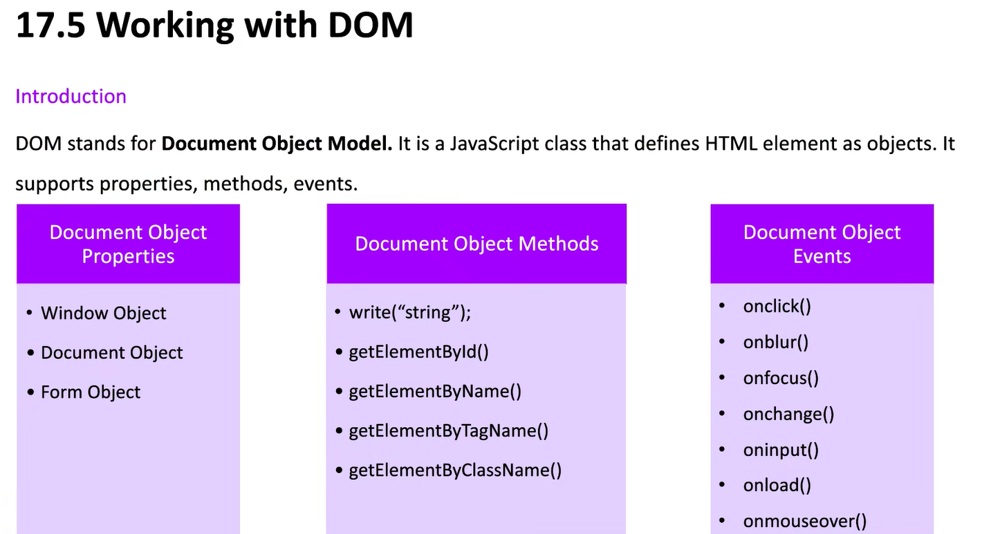 17.5 Working with DOM
Introduction
DOM stands for Document Object Model. It is a JavaScript class that defines HTML element as objects. It
supports properties, methods, events.
Document Object
Properties
• Window Object
• Document Object
• Form Object
Document Object Methods
• write(“string”);
• getElementById()
• getElementByName()
• getElementByTagName()
• getElementByClassName()
Document Object
Events
• onclick()
• onblur()
• onfocus()
• onchange()
• oninput()
• onload()
• onmouseover()